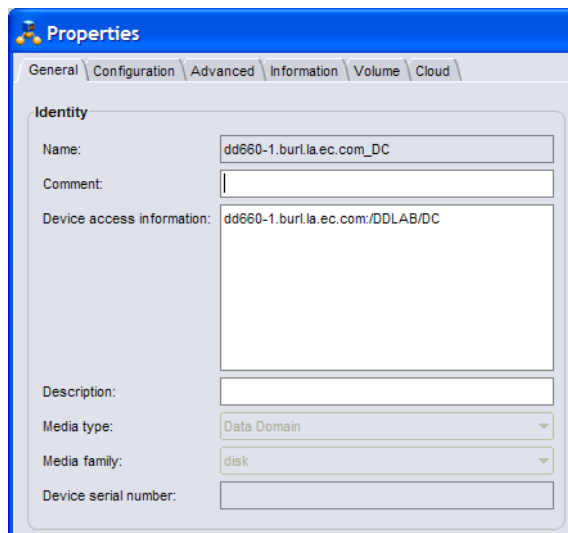 Properties
General Configuration Advanced Information Volume Cloud
Identity
Name: dd660-1.burl.la.ec.com_DC
Comment:
Device access information: dd660-1.burl.la.ec.com:/DDLAB/DC
Description:
Media type: Data Domain
Media family: disk
Device serial number: